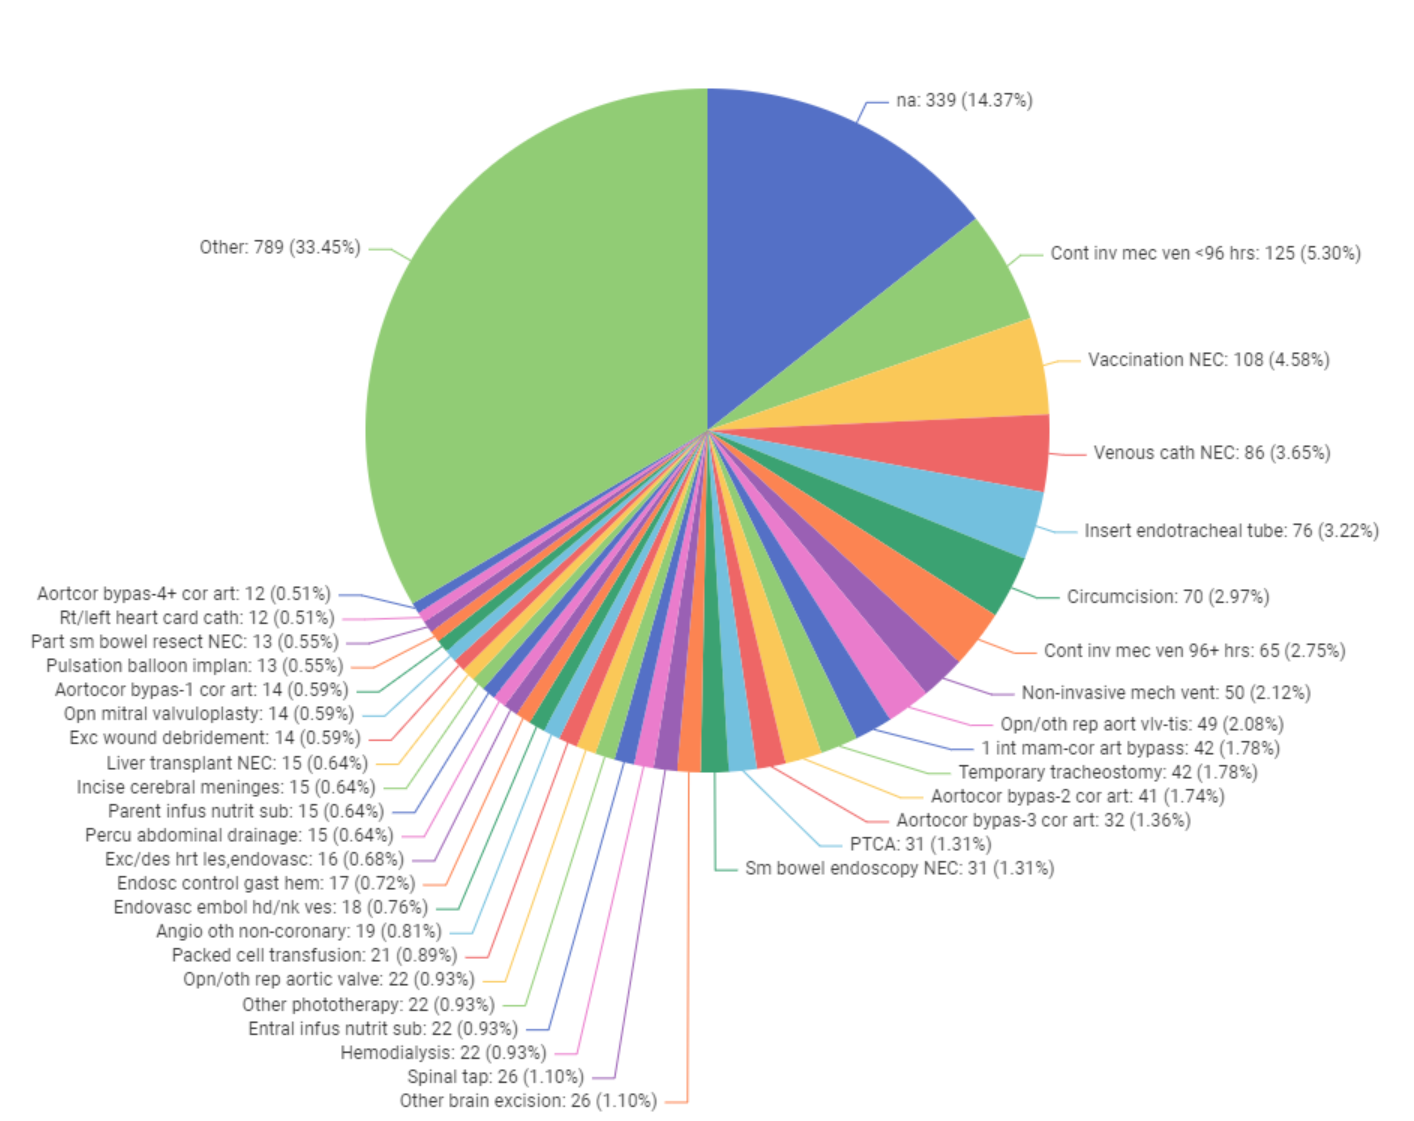 na: 339 (14.37%)
Cont inv mec ven <96 hrs: 125 (5.30%)
Vaccination NEC: 108 (4.58%)
Venous cath NEC: 86 (3.65%)
Insert endotracheal tube: 76 (3.22%)
Circumcision: 70 (2.97%)
Cont inv mec ven 96+ hrs: 65 (2.75%)
Non-invasive mech vent: 50 (2.12%)
Opn/oth rep aort vlv-tis: 49 (2.08%)
1 int mam-cor art bypass: 42 (1.78%)
Temporary tracheostomy: 42 (1.78%)
Aortocor bypas-2 cor art: 41 (1.74%)
Aortocor bypas-3 cor art: 32 (1.36%)
PTCA: 31 (1.31%)
Sm bowel endoscopy NEC: 31 (1.31%)
Other brain excision: 26 (1.10%)
Spinal tap: 26 (1.10%)
Hemodialysis: 22 (0.93%)
Entral infus nutrit sub: 22 (0.93%)
Other phototherapy: 22 (0.93%)
Opn/oth rep aortic valve: 22 (0.93%)
Packed cell transfusion: 21 (0.89%)
Angio oth non-coronary: 19 (0.81%)
Endovasc embol hd/nk ves: 18 (0.76%)
Endosc control gast hem: 17 (0.72%)
Exc/des hrt les,endovasc: 16 (0.68%)
Percu abdominal drainage: 15 (0.64%)
Parent infus nutrit sub: 15 (0.64%)
Incise cerebral meninges: 15 (0.64%)
Liver transplant NEC: 15 (0.64%)
Exc wound debridement: 14 (0.59%)
Opn mitral valvuloplasty: 14 (0.59%)
Aortocor bypas-1 cor art: 14 (0.59%)
Pulsation balloon implan: 13 (0.55%)
Part sm bowel resect NEC: 13 (0.55%)
Rt/left heart card cath: 12 (0.51%)
Aortcor bypas-4+ cor art: 12 (0.51%)
Other: 789 (33.45%)